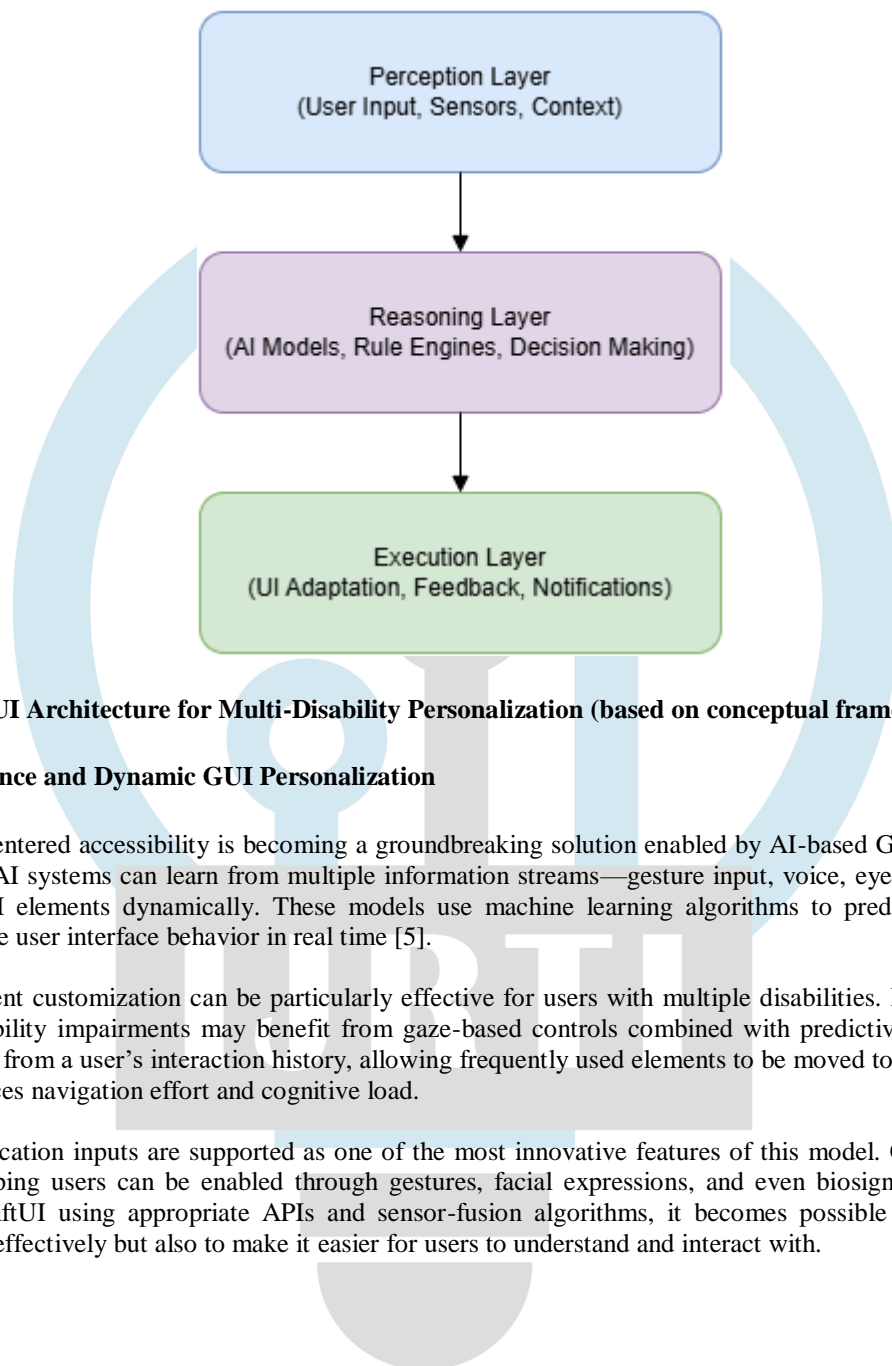 Perception Layer
(User Input, Sensors, Context)
Reasoning Layer
(AI Models, Rule Engines, Decision Making)
Execution Layer
(UI Adaptation, Feedback, Notifications)
UI Architecture for Multi-Disability Personalization (based on conceptual
nce and Dynamic GUI Personalization
entered accessibility is becoming a groundbreaking solution enabled by AI-based
AI systems can learn from multiple information streams—gesture input, voice, eye
elements dynamically. These models use machine learning algorithms to
e user interface behavior in real time [5].
ent customization can be particularly effective for users with multiple disabilities.
bility impairments may benefit from gaze-based controls combined with
from a user’s interaction history, allowing frequently used elements to be moved to
ces navigation effort and cognitive load.
cation inputs are supported as one of the most innovative features of this model.
ping users can be enabled through gestures, facial expressions, and even
iftUI using appropriate APIs and sensor-fusion algorithms, it becomes possible
effectively but also to make it easier for users to understand and interact with.
IJRTI